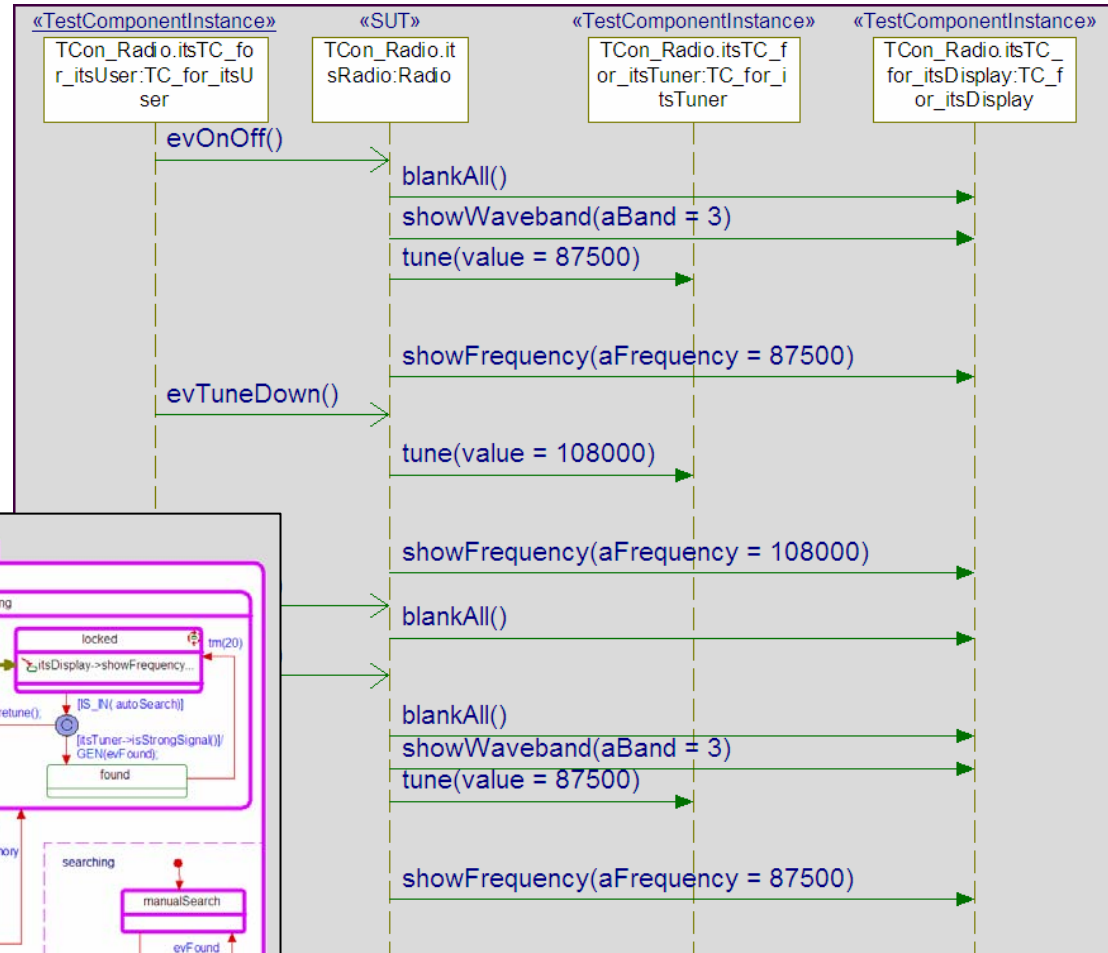 «TestComponentInstance»
«SUT»
«TestComponentInstance»
«TestComponentInstance»
TCon_Radio.itsTC_fo
r_itsUser:TC_for_itsU
ser
TCon_Radio.it
sRadio:Radio
TCon_Radio.itsTC_f
or_itsTuner:TC_for_i
tsTuner
TCon_Radio.itsTC_
for_itsDisplay:TC_f
or_itsDisplay
evOnOff()
blankAll()
showWaveband(aBand = 3)
tune(value = 87500)
showFrequency(aFrequency = 87500)
evTuneDown()
tune(value = 108000)
showFrequency(aFrequency = 108000)
blankAll()
blankAll()
showWaveband(aBand = 3)
tune(value = 87500)
showFrequency(aFrequency = 87500)
ng
locked
tm(20)
itsDisplay->showFrequency...
[IS_IN( autoSearch)]
retune();
[itsTuner->isStrongSignal()]/
GEN(evFound);
found
nory
searching
manualSearch
evFound